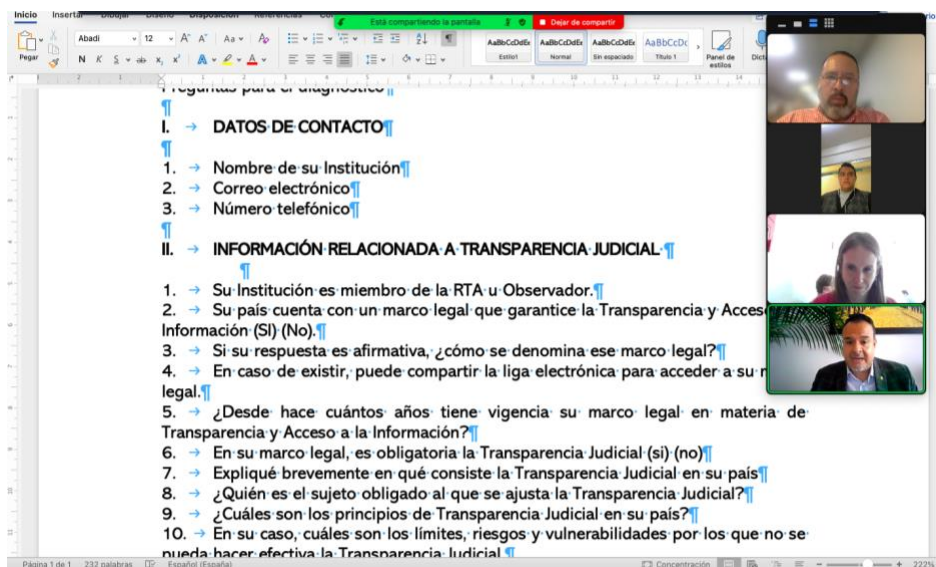 Inicio Insertar Dibujar Diseño Disposición Referencias
Está compartiendo la pantalla Dejar de compartir
Abadi 12 A A Aa A
Pegar N K S ab x, x² A A
AaBbCcDdEe AaBbCcDdEe AaBbCcDdEe AaBbCcDc
Estilo1 Normal Sin espaciado Título 1 Panel de estilos
Preguntas para el diagnóstico¶
¶
I. → DATOS·DE·CONTACTO¶
¶
1. → Nombre·de·su·Institución¶
2. → Correo·electrónico¶
3. → Número·telefónico¶
¶
II. → INFORMACIÓN·RELACIONADA·A·TRANSPARENCIA·JUDICIAL·¶
¶
1. → Su·Institución·es·miembro·de·la·RTA·u·Observador.¶
2. → Su·país·cuenta·con·un·marco·legal·que·garantice·la·Transparencia·y·Acces
Información·(SI)·(No).¶
3. → Si·su·respuesta·es·afirmativa,·¿cómo·se·denomina·ese·marco·legal?¶
4. → En·caso·de·existir,·puede·compartir·la·liga·electrónica·para·acceder·a·su
legal.¶
5. → ¿Desde· hace· cuántos· años· tiene· vigencia· su· marco· legal· en· materia· de·
Transparencia·y·Acceso·a·la·Información?¶
6. → En·su·marco·legal,·es·obligatoria·la·Transparencia·Judicial·(si)·(no)¶
7. → Expliqué·brevemente·en·qué·consiste·la·Transparencia·Judicial·en·su·país¶
8. → ¿Quién·es·el·sujeto·obligado·al·que·se·ajusta·la·Transparencia·Judicial?¶
9. → ¿Cuáles·son·los·principios·de·Transparencia·Judicial·en·su·país?¶
10. → En·su·caso,·cuáles·son·los·límites,·riesgos·y·vulnerabilidades·por·los·que·no·se·
pueda·hacer·efectiva·la·Transparencia·Judicial.¶
Página 1 de 1 232 palabras Español (España) Concentración 222%